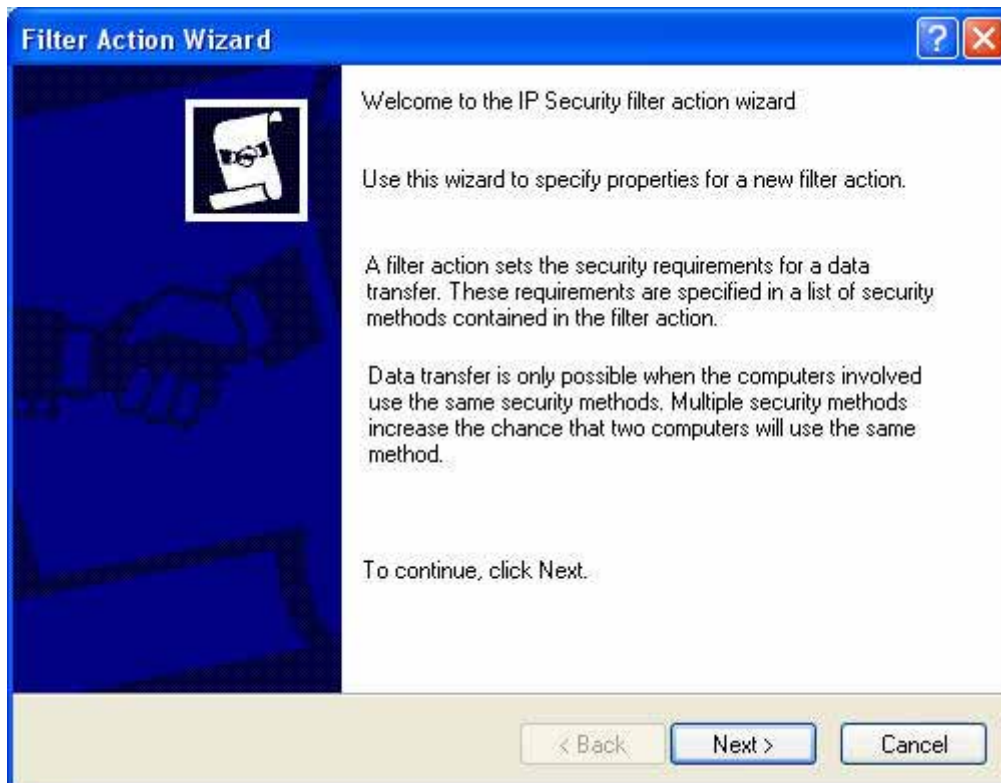 Filter Action Wizard
?
Welcome to the IP Security filter action wizard
Use this wizard to specify properties for a new filter action.
A filter action sets the security requirements for a data
transfer. These requirements are specified in a list of security
methods contained in the filter action.
Data transfer is only possible when the computers involved
use the same security methods. Multiple security methods
increase the chance that two computers will use the same
method.
To continue, click Next.
< Back
Next >
Cancel